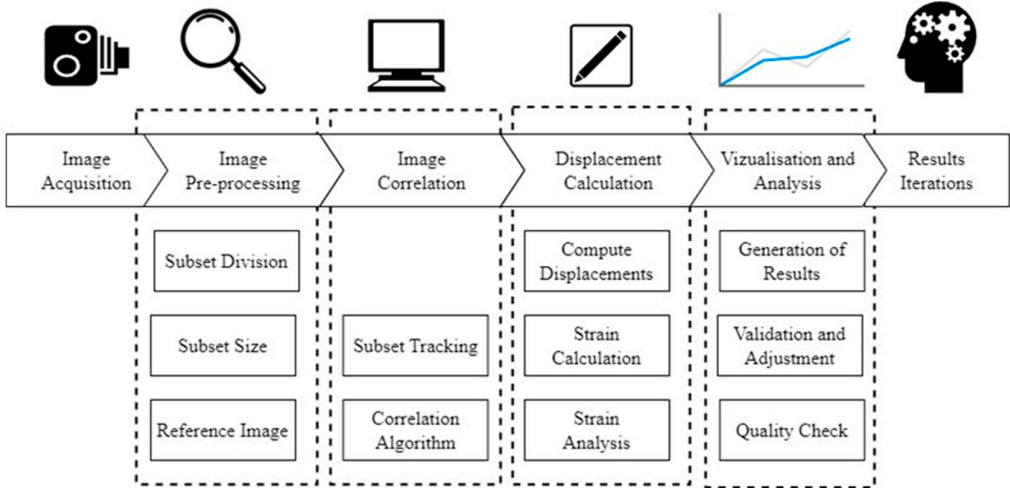 Image
Acquisition
Image
Pre-processing
Image
Correlation
Displacement
Calculation
Vizualisation and
Analysis
Results
Iterations
Subset Division
Subset Size
Reference Image
Subset Tracking
Correlation
Algorithm
Compute
Displacements
Strain
Calculation
Strain
Analysis
Generation of
Results
Validation and
Adjustment
Quality Check